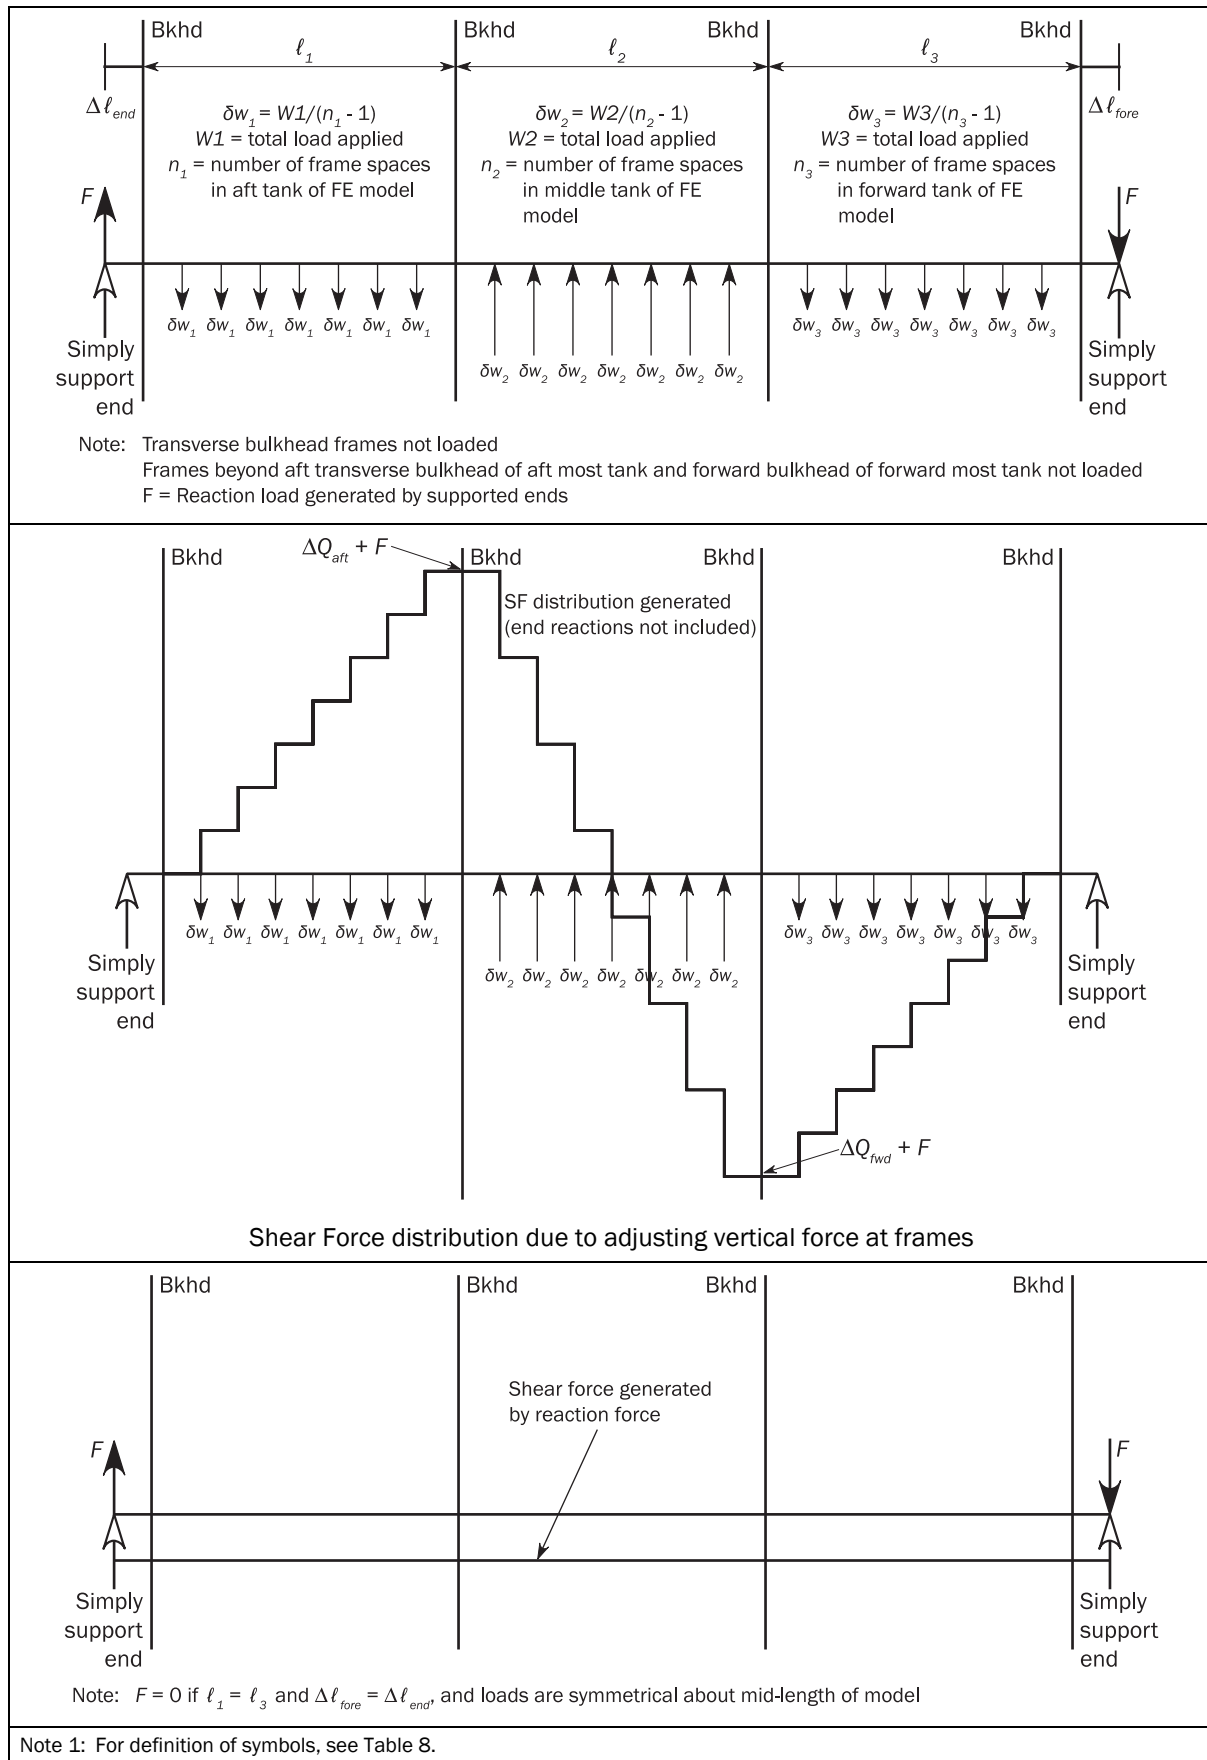 Bkhd Bkhd Bkhd Bkhd
ℓ₁ ℓ₂ ℓ₃
Δℓend Δℓfore
δw₁ = W1/(n₁ - 1)
W1 = total load applied
n₁ = number of frame spaces
in aft tank of FE model
δw₂ = W2/(n₂ - 1)
W2 = total load applied
n₂ = number of frame spaces
in middle tank of FE
model
δw₃ = W3/(n₃ - 1)
W3 = total load applied
n₃ = number of frame spaces
in forward tank of FE
model
F F
δw₁ δw₁ δw₁ δw₁ δw₁ δw₁ δw₁
δw₂ δw₂ δw₂ δw₂ δw₂ δw₂ δw₂
δw₃ δw₃ δw₃ δw₃ δw₃ δw₃ δw₃
Simply
support
end
Simply
support
end
Note: Transverse bulkhead frames not loaded
Frames beyond aft transverse bulkhead of aft most tank and forward bulkhead of forward most tank not loaded
F = Reaction load generated by supported ends
Bkhd Bkhd Bkhd Bkhd
ΔQaft + F
SF distribution generated
(end reactions not included)
δw₁ δw₁ δw₁ δw₁ δw₁ δw₁ δw₁
δw₂ δw₂ δw₂ δw₂ δw₂ δw₂ δw₂
δw₃ δw₃ δw₃ δw₃ δw₃ δw₃ δw₃
Simply
support
end
Simply
support
end
ΔQfwd + F
Shear Force distribution due to adjusting vertical force at frames
Bkhd Bkhd Bkhd Bkhd
Shear force generated
by reaction force
F F
Simply
support
end
Simply
support
end
Note: F = 0 if ℓ₁ = ℓ₃ and Δℓfore = Δℓend, and loads are symmetrical about mid-length of model
Note 1: For definition of symbols, see Table 8.